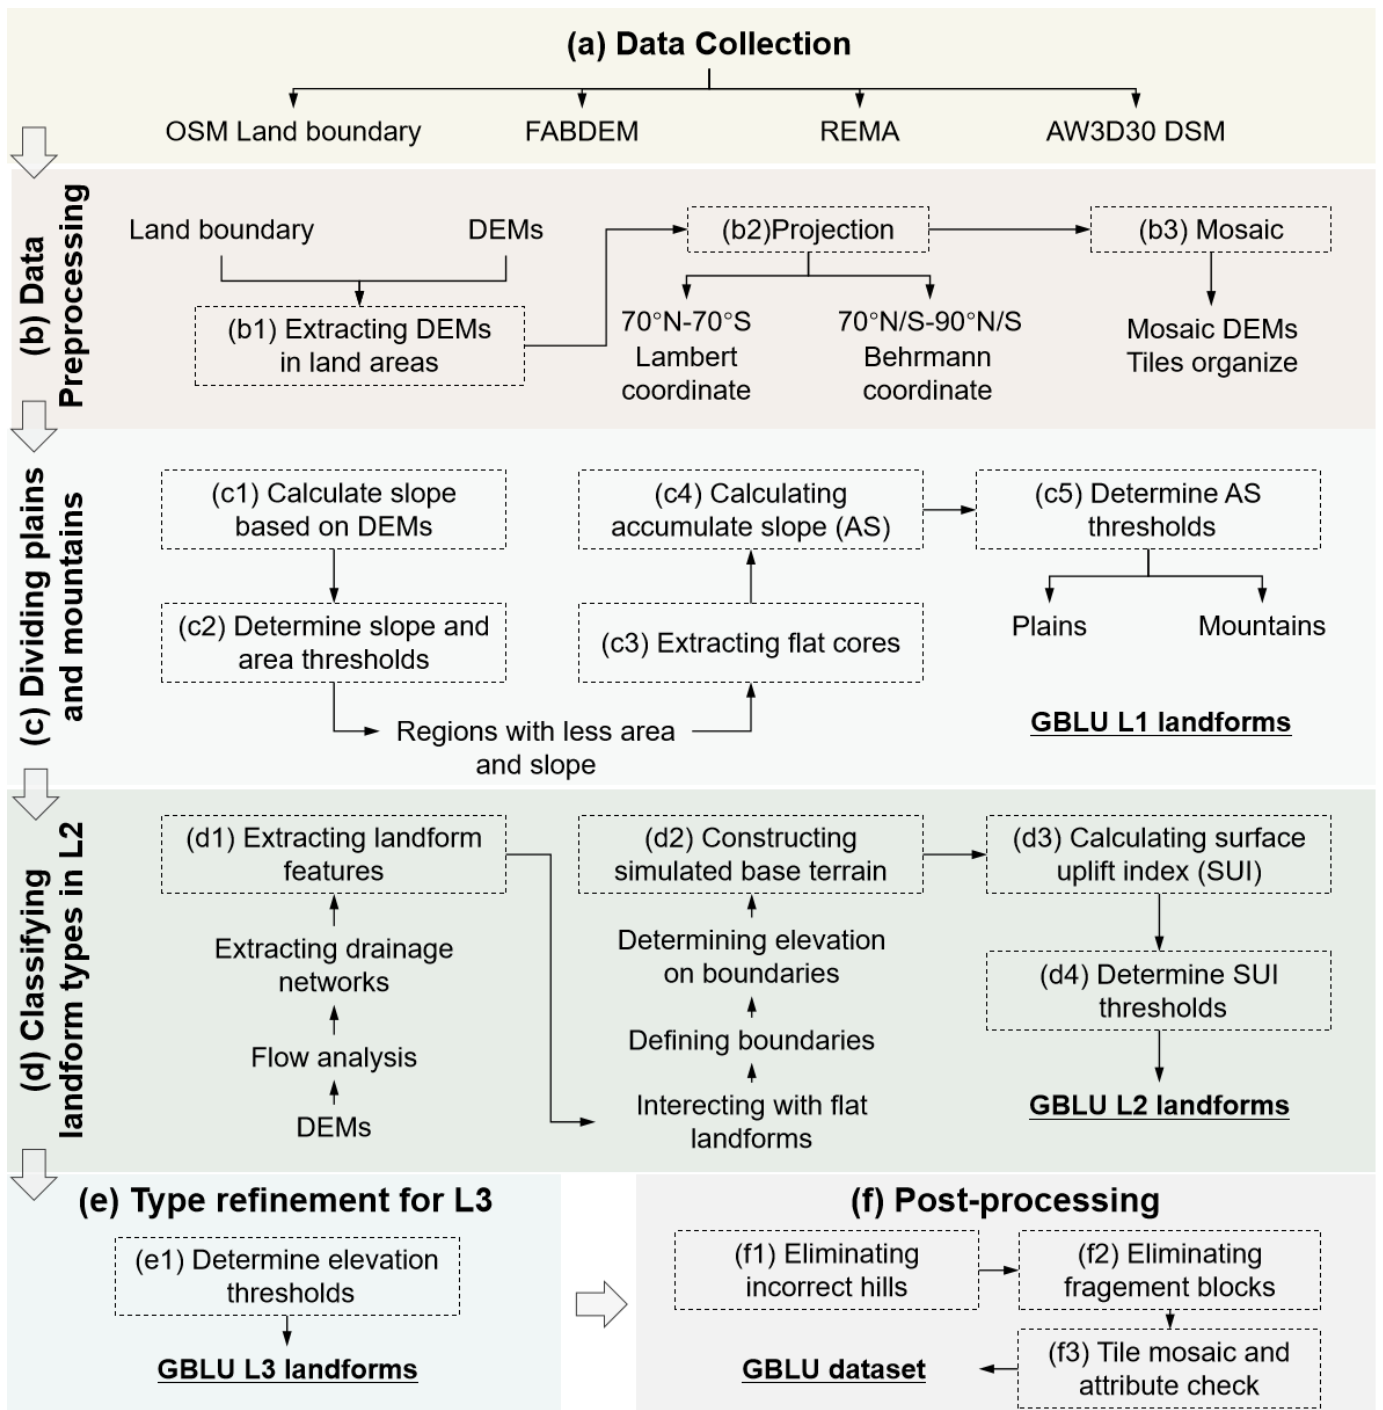 (a) Data Collection
OSM Land boundary
FABDEM
REMA
AW3D30 DSM
(b) Data
Preprocessing
Land boundary
DEMs
(b1) Extracting DEMs
in land areas
(b2)Projection
70°N-70°S
Lambert
coordinate
70°N/S-90°N/S
Behrmann
coordinate
(b3) Mosaic
Mosaic DEMs
Tiles organize
(c) Dividing plains
and mountains
(c1) Calculate slope
based on DEMs
(c2) Determine slope and
area thresholds
Regions with less area
and slope
(c3) Extracting flat cores
(c4) Calculating
accumulate slope (AS)
(c5) Determine AS
thresholds
Plains
Mountains
GBLU L1 landforms
(d) Classifying
landform types in L2
(d1) Extracting landform
features
Extracting drainage
networks
Flow analysis
DEMs
(d2) Constructing
simulated base terrain
Determining elevation
on boundaries
Defining boundaries
Interecting with flat
landforms
(d3) Calculating surface
uplift index (SUI)
(d4) Determine SUI
thresholds
GBLU L2 landforms
(e) Type refinement for L3
(e1) Determine elevation
thresholds
GBLU L3 landforms
(f) Post-processing
(f1) Eliminating
incorrect hills
(f2) Eliminating
fragement blocks
(f3) Tile mosaic and
attribute check
GBLU dataset